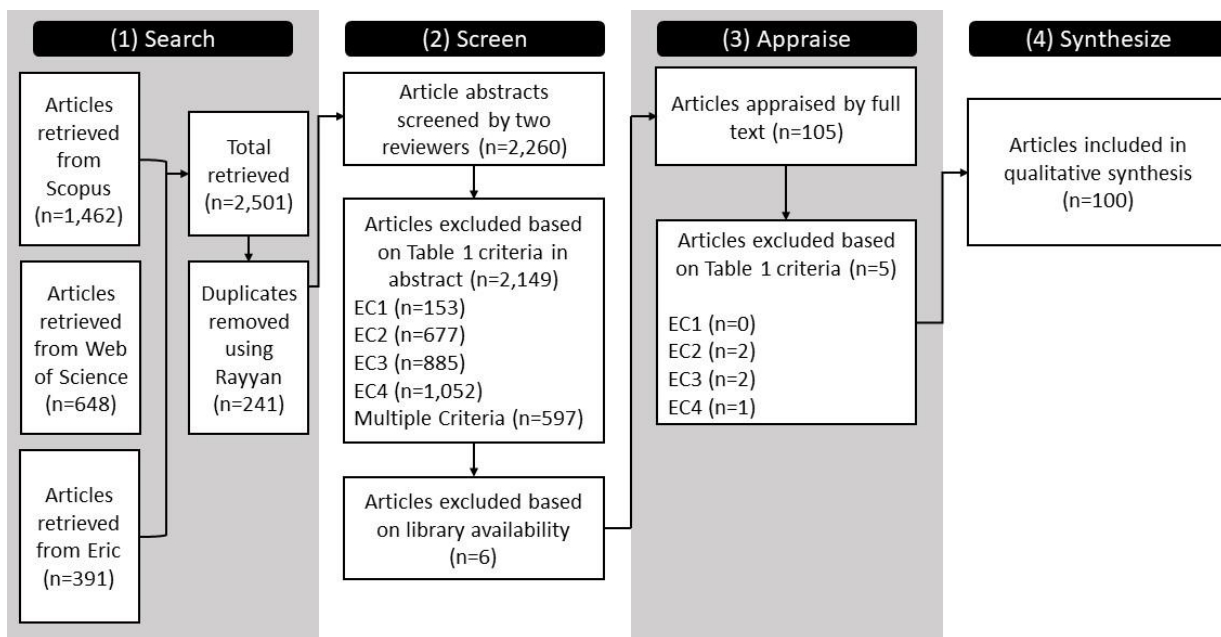 (1) Search
Articles
retrieved
from
Scopus
(n=1,462)
Articles
retrieved
from Web
of Science
(n=648)
Articles
retrieved
from Eric
(n=391)
Total
retrieved
(n=2,501)
Duplicates
removed
using
Rayyan
(n=241)
(2) Screen
Article abstracts
screened by two
reviewers (n=2,260)
Articles excluded based
on Table 1 criteria in
abstract (n=2,149)
EC1 (n=153)
EC2 (n=677)
EC3 (n=885)
EC4 (n=1,052)
Multiple Criteria (n=597)
Articles excluded based
on library availability
(n=6)
(3) Appraise
Articles appraised by full
text (n=105)
Articles excluded based
on Table 1 criteria (n=5)
EC1 (n=0)
EC2 (n=2)
EC3 (n=2)
EC4 (n=1)
(4) Synthesize
Articles included in
qualitative synthesis
(n=100)